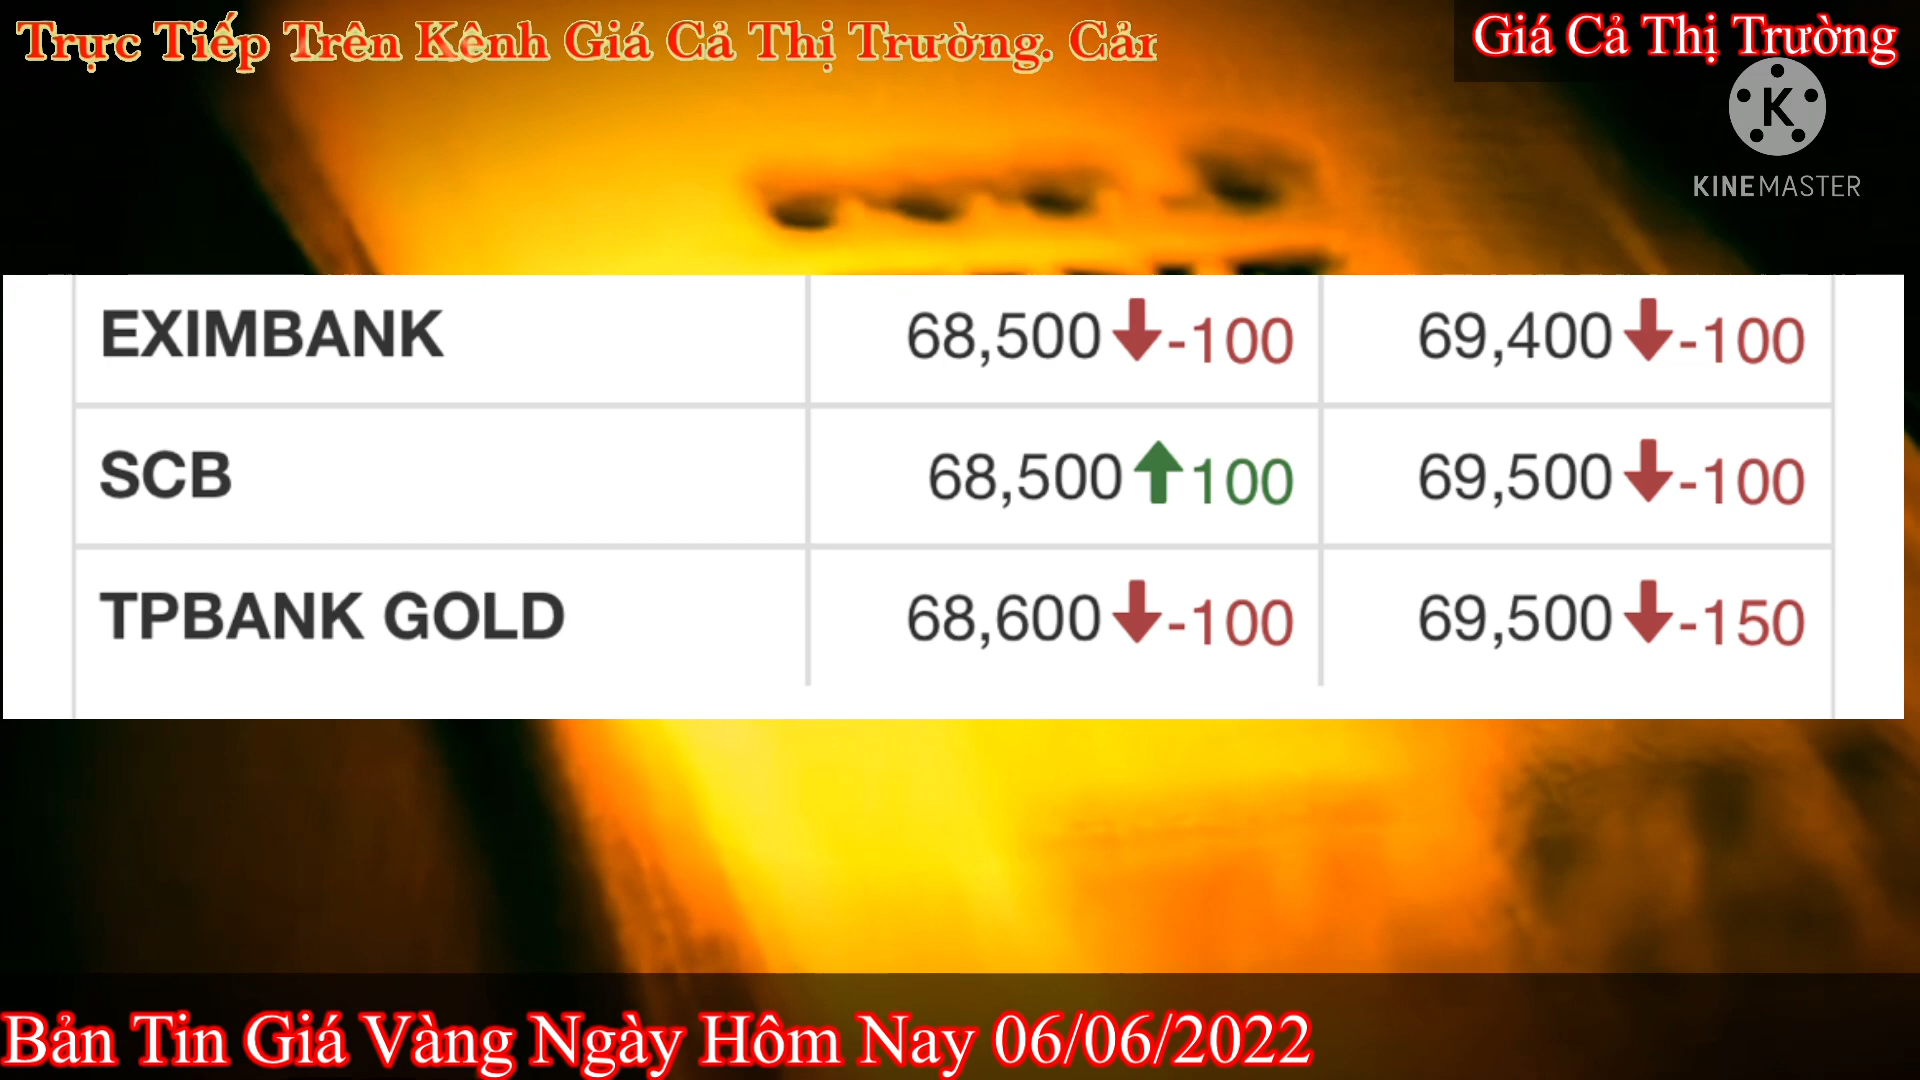 Trực Tiếp Trên Kênh Giá Cả Thị Trường. Cản
Giá Cả Thị Trường
K
KINEMASTER
EXIMBANK 68,500 -100 69,400 -100
SCB 68,500 100 69,500 -100
TPBANK GOLD 68,600 -100 69,500 -150
Bản Tin Giá Vàng Ngày Hôm Nay 06/06/2022